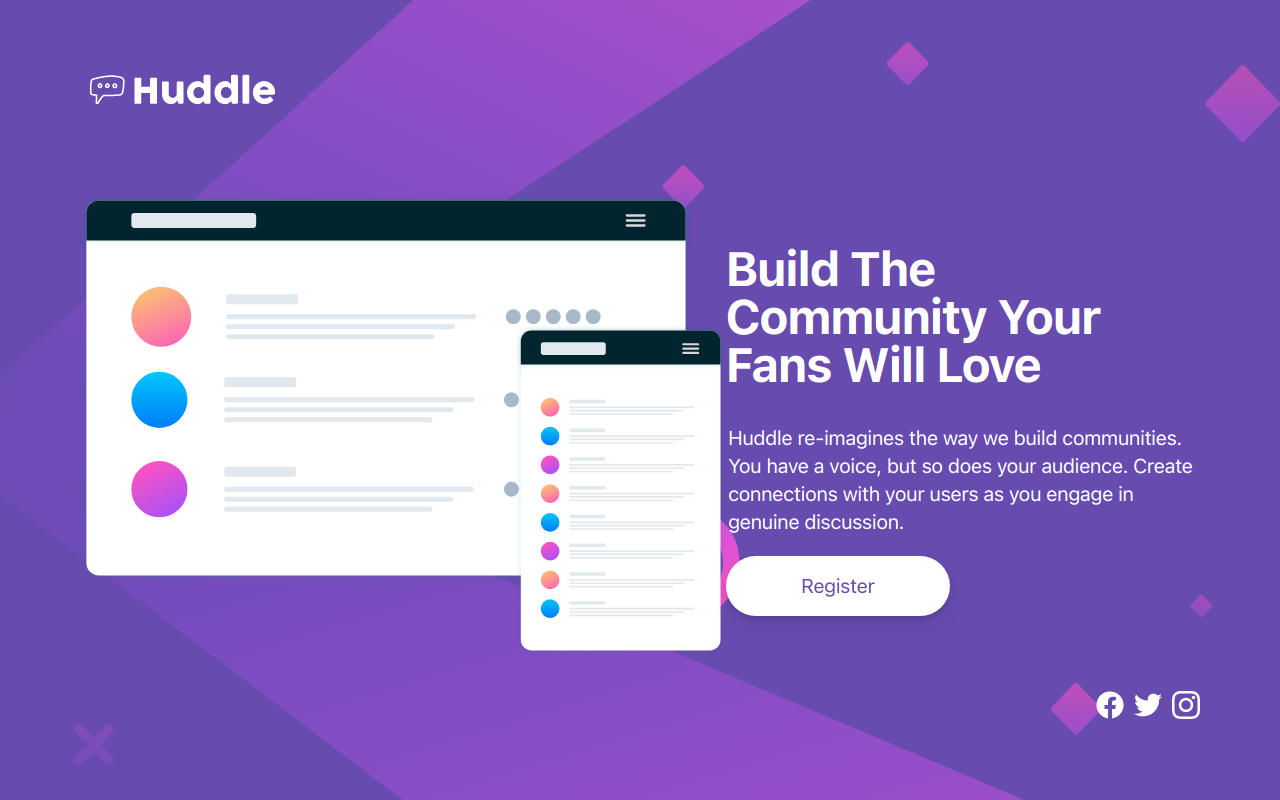 Huddle
Build The
Community Your
Fans Will Love
Huddle re-imagines the way we build communities.
You have a voice, but so does your audience. Create
connections with your users as you engage in
genuine discussion.
Register